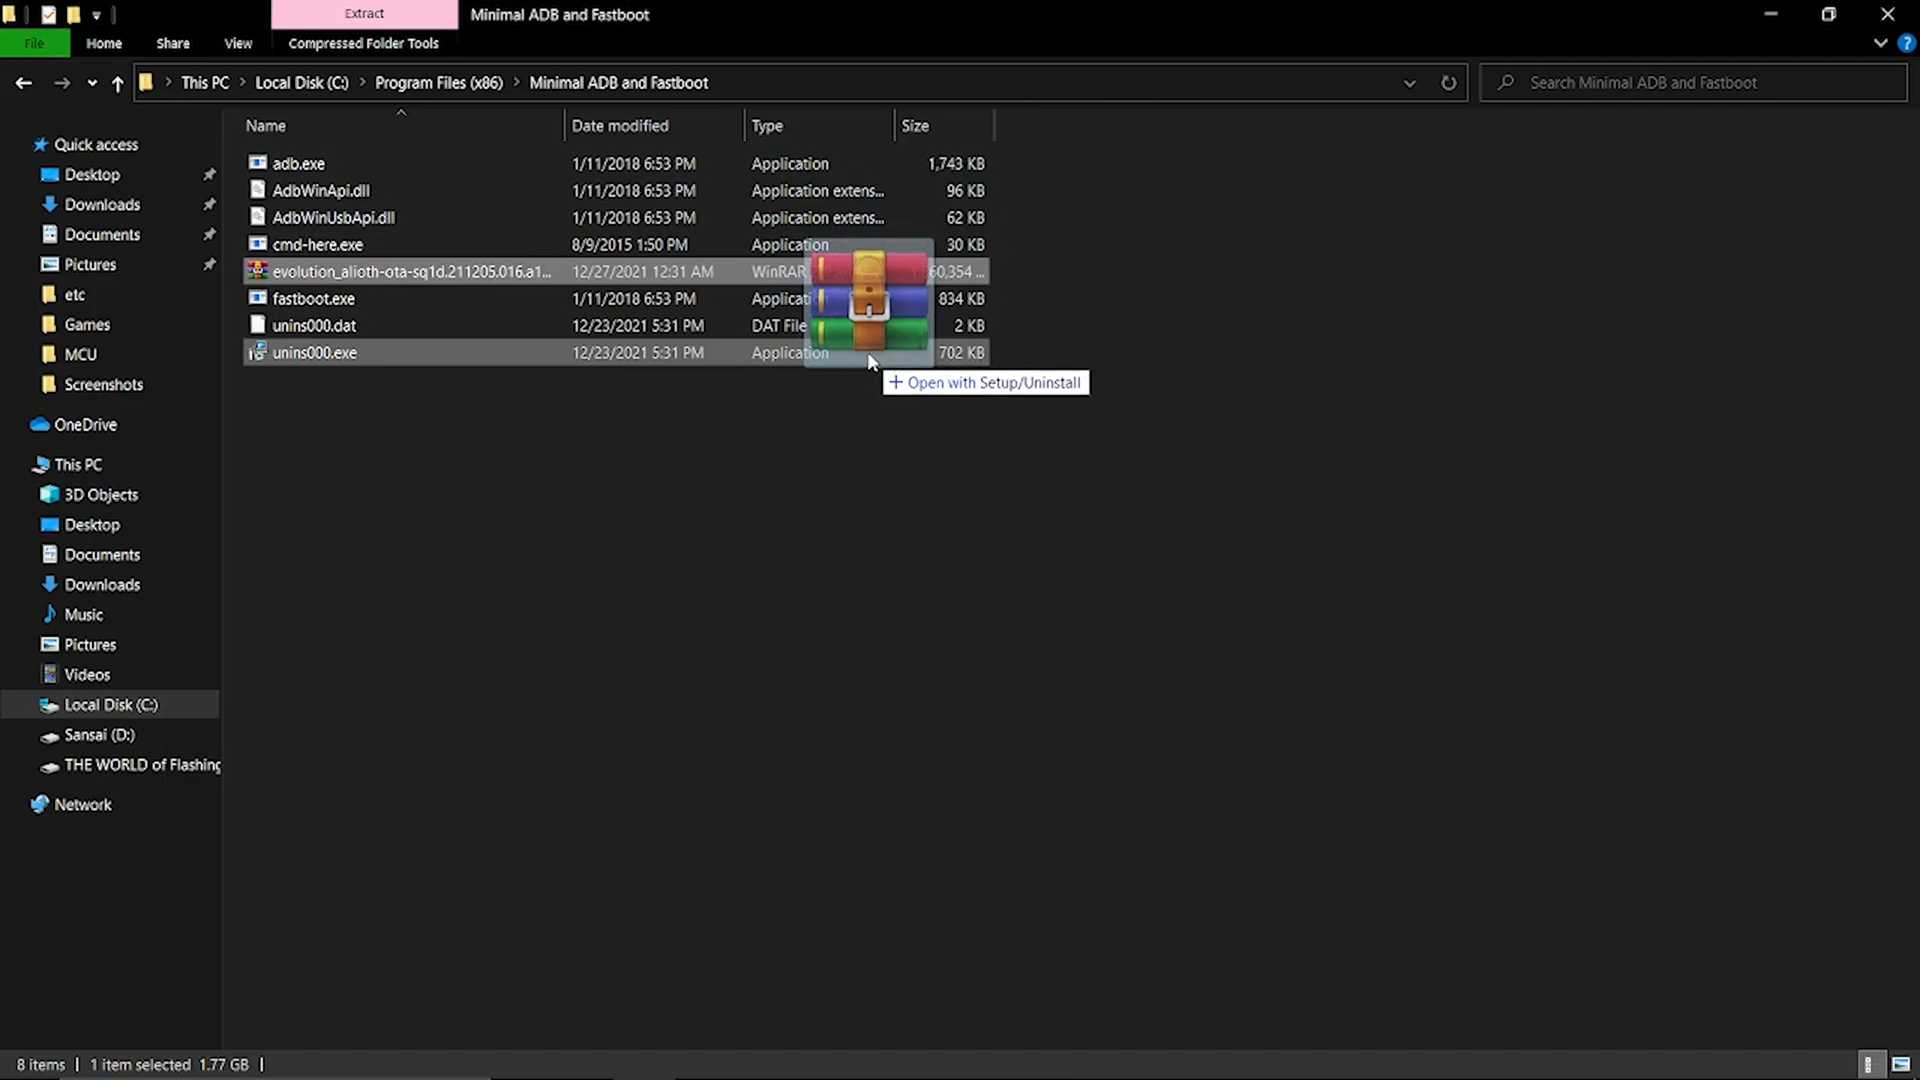 Extract
Minimal ADB and Fastboot
File
Home
Share
View
Compressed Folder Tools
?
This PC
Local Disk (C:)
Program Files (x86)
Minimal ADB and Fastboot
Search Minimal ADB and Fastboot
Name
Date modified
Type
Size
adb.exe 1/11/2018 6:53 PM Application 1,743 KB
AdbWinApi.dll 1/11/2018 6:53 PM Application extens... 96 KB
AdbWinUsbApi.dll 1/11/2018 6:53 PM Application extens... 62 KB
cmd-here.exe 8/9/2015 1:50 PM Application 30 KB
evolution_alioth-ota-sq1d.211205.016.a1... 12/27/2021 12:31 AM WinRAR 60,354 ...
fastboot.exe 1/11/2018 6:53 PM Applicati 834 KB
unins000.dat 12/23/2021 5:31 PM DAT File 2 KB
unins000.exe 12/23/2021 5:31 PM Application 702 KB
+ Open with Setup/Uninstall
Quick access
Desktop
Downloads
Documents
Pictures
etc
Games
MCU
Screenshots
OneDrive
This PC
3D Objects
Desktop
Documents
Downloads
Music
Pictures
Videos
Local Disk (C:)
Sansai (D:)
THE WORLD of Flashing
Network
8 items
1 item selected 1.77 GB